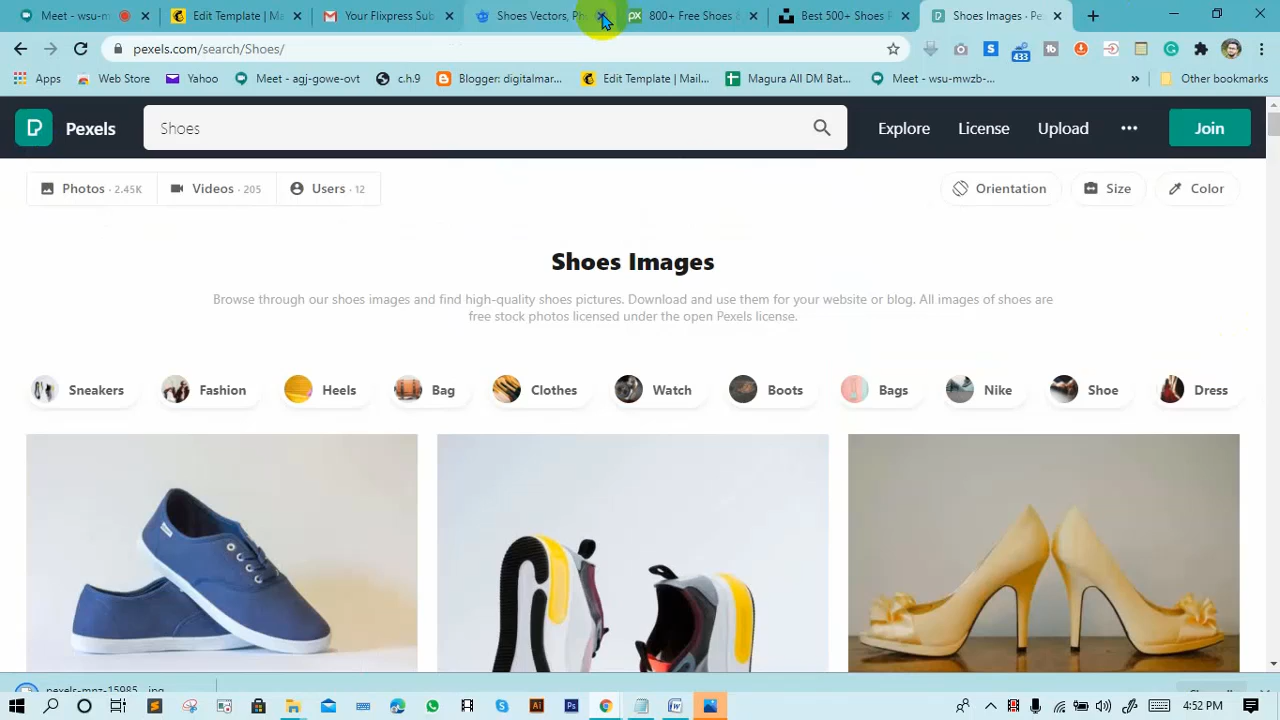 Meet - wsu-m
Edit Template | Ma
Your Flixpress Sub
Shoes Vectors, Ph
800+ Free Shoes &
Best 500+ Shoes P
Shoes Images - Pex
pexels.com/search/Shoes/
433
Apps
Web Store
Yahoo
Meet - agj-gowe-ovt
c.h.9
Blogger: digitalmar...
Edit Template | Mail...
Magura All DM Bat...
Meet - wsu-mwzb-...
Other bookmarks
Pexels
Shoes
Explore
License
Upload
Join
Photos · 2.45K
Videos · 205
Users · 12
Orientation
Size
Color
Shoes Images
Browse through our shoes images and find high-quality shoes pictures. Download and use them for your website or blog. All images of shoes are
free stock photos licensed under the open Pexels license.
Sneakers
Fashion
Heels
Bag
Clothes
Watch
Boots
Bags
Nike
Shoe
Dress
4:52 PM